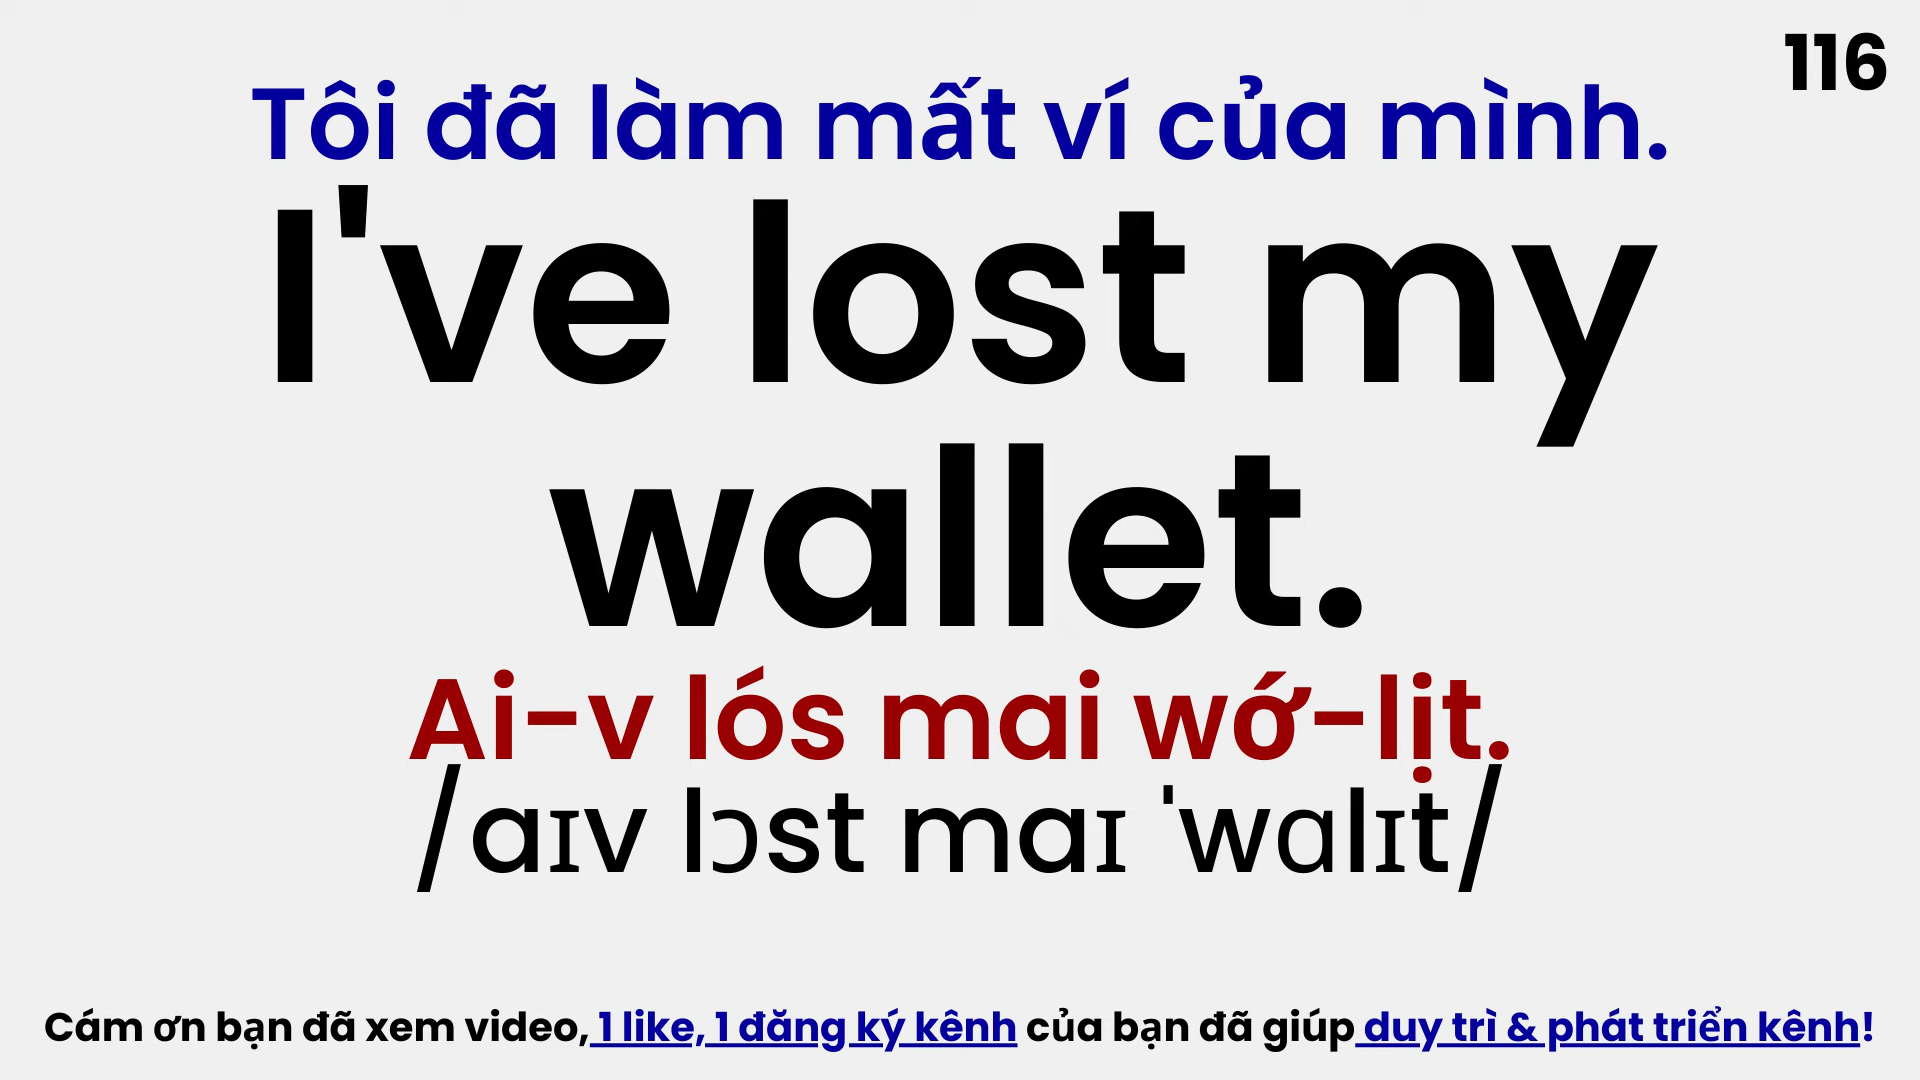 116
Tôi đã làm mất ví của mình.
I've lost my
wallet.
Ai-v lós mai wớ-lịt.
/aɪv lɔst maɪ ˈwɑlɪt/
Cám ơn bạn đã xem video, 1 like, 1 đăng ký kênh của bạn đã giúp duy trì & phát triển kênh!